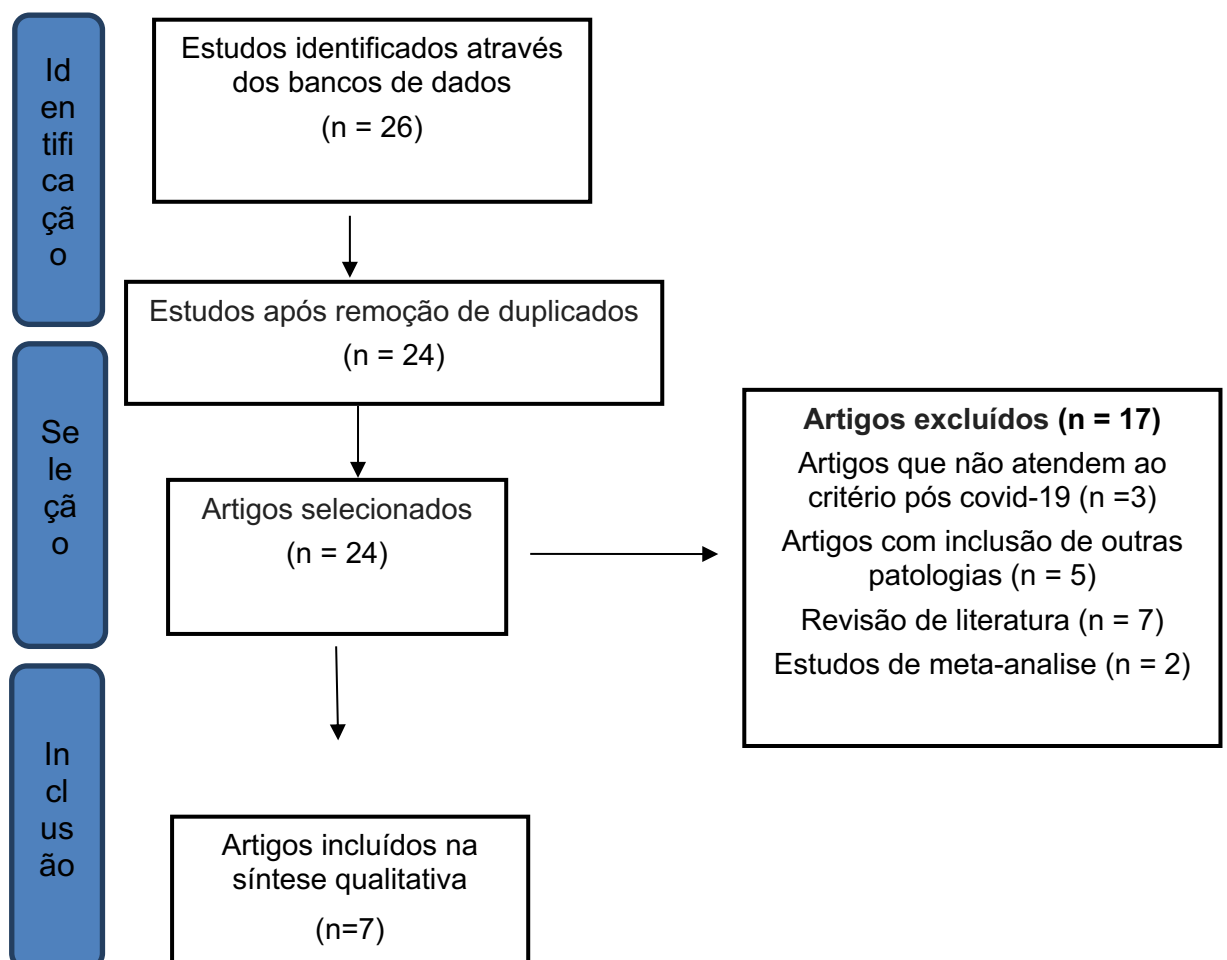 Id
en
tifi
ca
çã
o
Estudos identificados através
dos bancos de dados
(n = 26)
Estudos após remoção de duplicados
(n = 24)
Se
le
çã
o
Artigos selecionados
(n = 24)
Artigos excluídos (n = 17)
Artigos que não atendem ao
critério pós covid-19 (n =3)
Artigos com inclusão de outras
patologias (n = 5)
Revisão de literatura (n = 7)
Estudos de meta-analise (n = 2)
In
cl
us
ão
Artigos incluídos na
síntese qualitativa
(n=7)